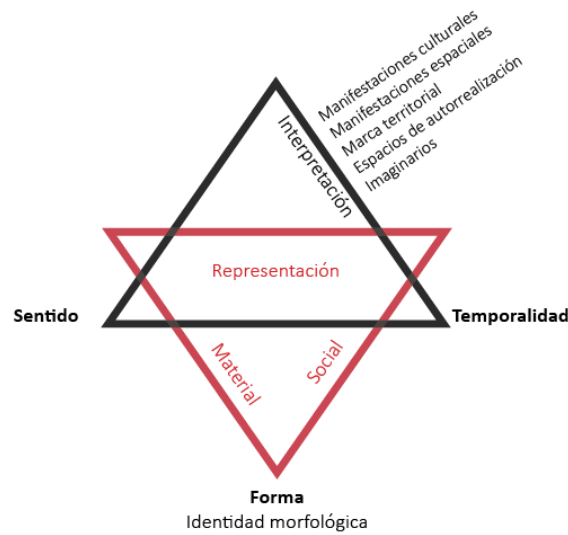 Manifestaciones culturales
Manifestaciones espaciales
Marca territorial
Espacios de autorrealización
Imaginarios
Interpretación
Representación
Sentido
Temporalidad
Material
Social
Forma
Identidad morfológica